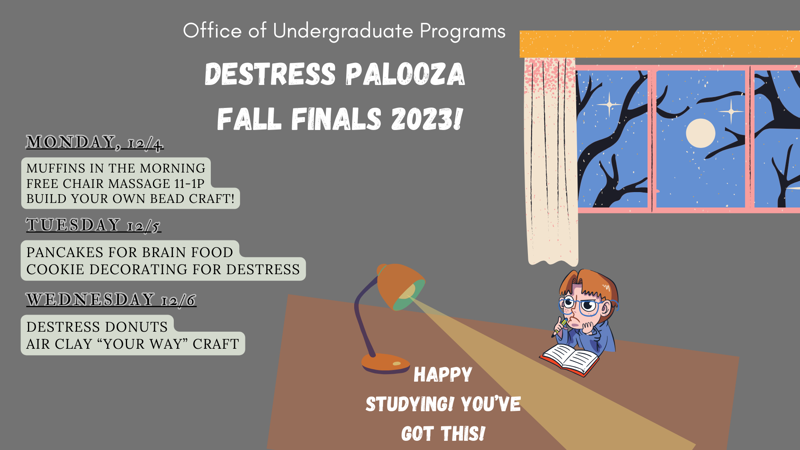 Office of Undergraduate Programs
DESTRESS PALOOZA
FALL FINALS 2023!
MONDAY, 12/4
MUFFINS IN THE MORNING
FREE CHAIR MASSAGE 11-1P
BUILD YOUR OWN BEAD CRAFT!
TUESDAY 12/5
PANCAKES FOR BRAIN FOOD
COOKIE DECORATING FOR DESTRESS
WEDNESDAY 12/6
DESTRESS DONUTS
AIR CLAY “YOUR WAY” CRAFT
HAPPY
STUDYING! YOU’VE
GOT THIS!